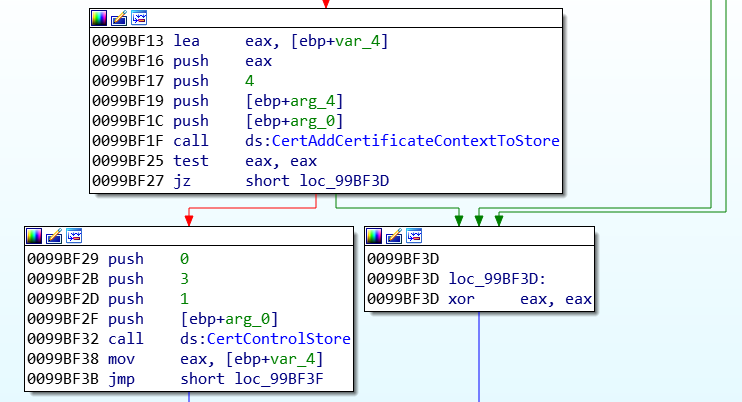 0099BF13 lea eax, [ebp+var_4]
0099BF16 push eax
0099BF17 push 4
0099BF19 push [ebp+arg_4]
0099BF1C push [ebp+arg_0]
0099BF1F call ds:CertAddCertificateContextToStore
0099BF25 test eax, eax
0099BF27 jz short loc_99BF3D
0099BF29 push 0
0099BF2B push 3
0099BF2D push 1
0099BF2F push [ebp+arg_0]
0099BF32 call ds:CertControlStore
0099BF38 mov eax, [ebp+var_4]
0099BF3B jmp short loc_99BF3F
0099BF3D
0099BF3D loc_99BF3D:
0099BF3D xor eax, eax